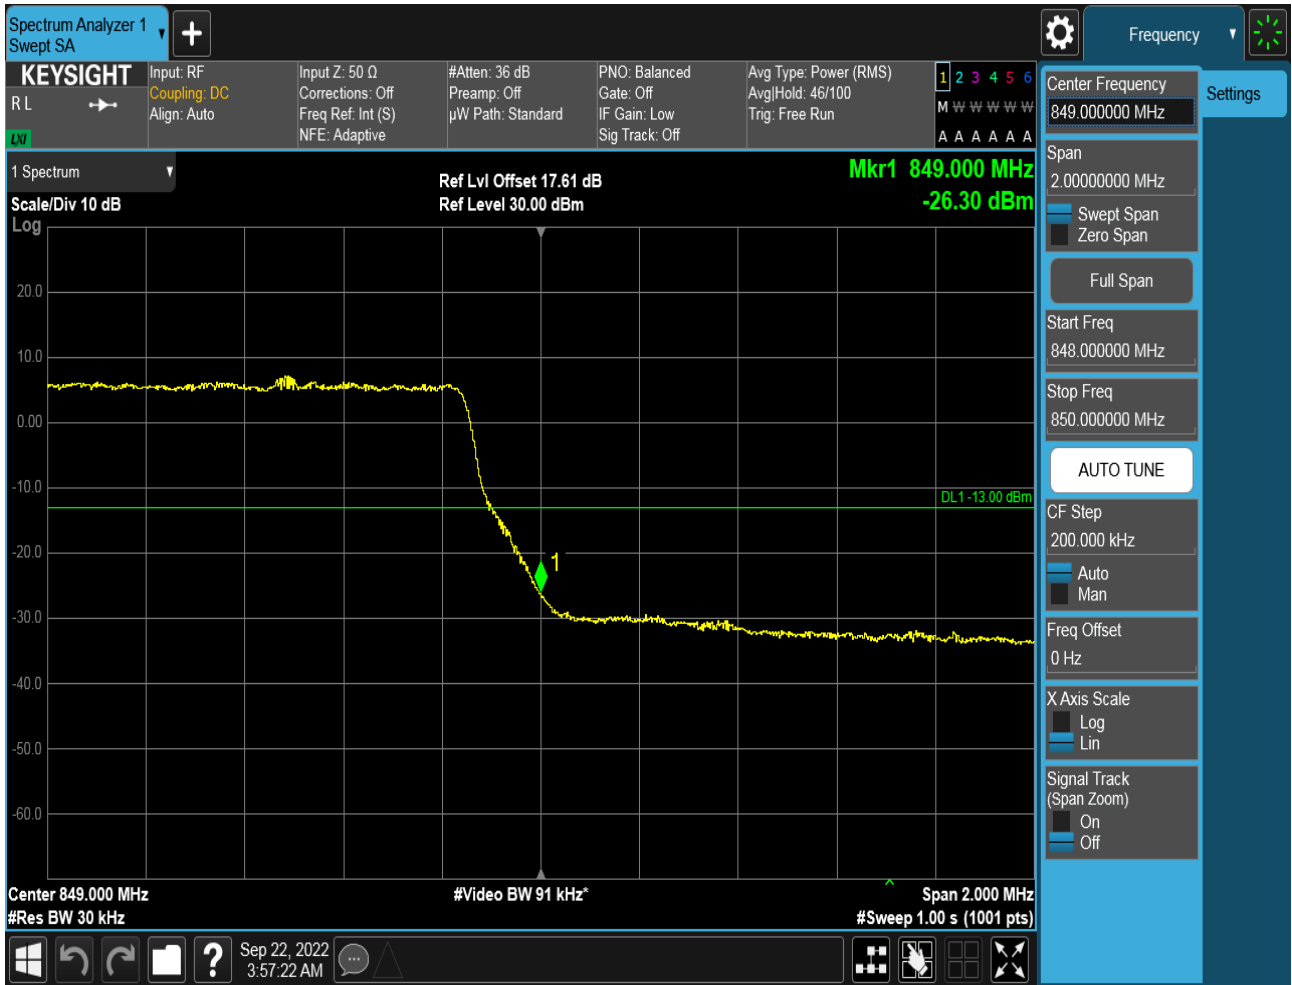 Spectrum Analyzer 1
Swept SA
Frequency
KEYSIGHT
R L
LXI
Input: RF
Coupling: DC
Align: Auto
Input Z: 50 Ω
Corrections: Off
Freq Ref: Int (S)
NFE: Adaptive
#Atten: 36 dB
Preamp: Off
µW Path: Standard
PNO: Balanced
Gate: Off
IF Gain: Low
Sig Track: Off
Avg Type: Power (RMS)
Avg|Hold: 46/100
Trig: Free Run
1 2 3 4 5 6
M W W W W W
A A A A A A
1 Spectrum
Scale/Div 10 dB
Log
Ref Lvl Offset 17.61 dB
Ref Level 30.00 dBm
Mkr1 849.000 MHz
-26.30 dBm
20.0
10.0
0.00
-10.0
-20.0
-30.0
-40.0
-50.0
-60.0
DL1 -13.00 dBm
1
Center 849.000 MHz
#Res BW 30 kHz
#Video BW 91 kHz*
Span 2.000 MHz
#Sweep 1.00 s (1001 pts)
Center Frequency
849.000000 MHz
Settings
Span
2.00000000 MHz
Swept Span
Zero Span
Full Span
Start Freq
848.000000 MHz
Stop Freq
850.000000 MHz
AUTO TUNE
CF Step
200.000 kHz
Auto
Man
Freq Offset
0 Hz
X Axis Scale
Log
Lin
Signal Track
(Span Zoom)
On
Off
?
Sep 22, 2022
3:57:22 AM